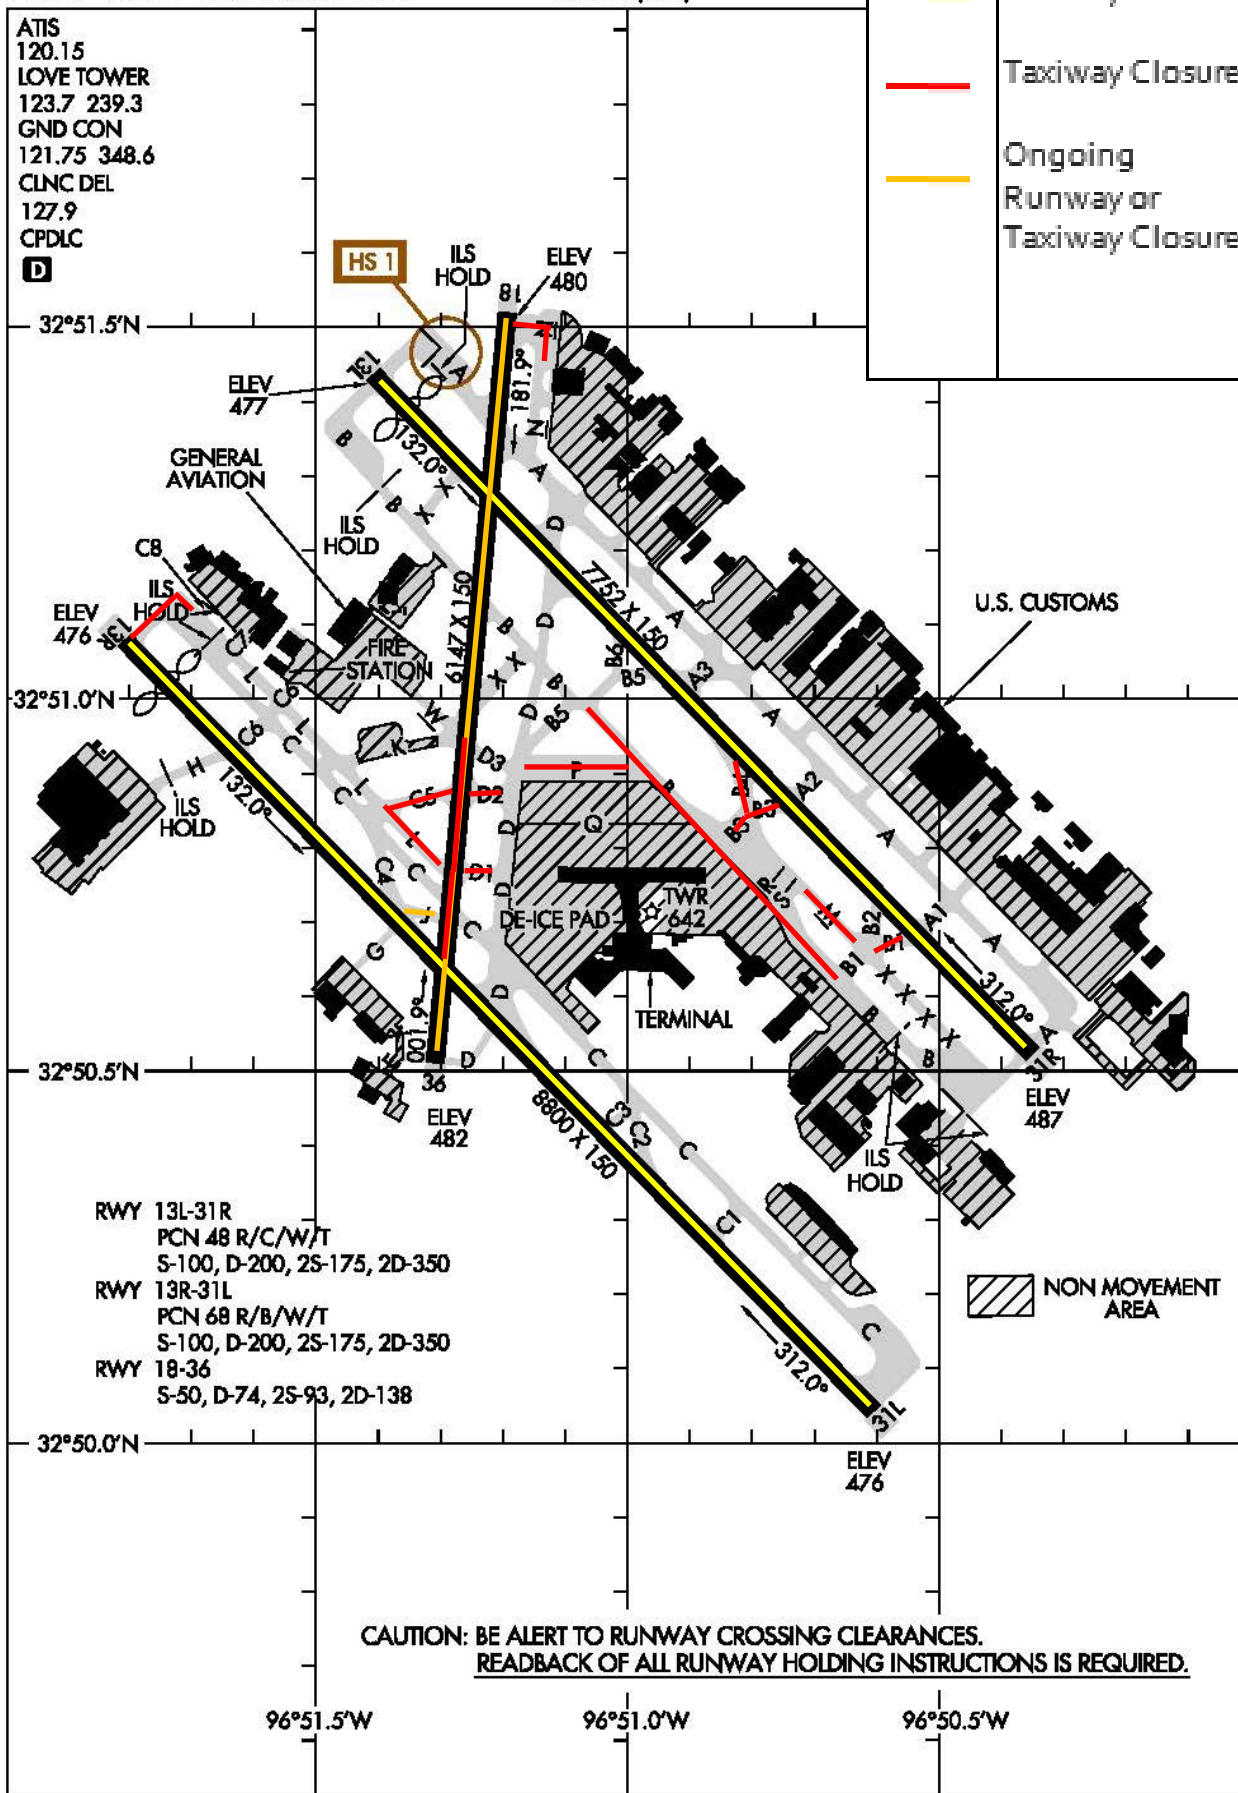 ATIS
120.15
LOVE TOWER
123.7 239.3
GND CON
121.75 348.6
CLNC DEL
127.9
CPDLC
D
Taxiway Closure
Ongoing
Runway or
Taxiway Closure
HS 1
ILS
HOLD
ELEV
480
18
32°51.5'N
13L
A
181.9°
N
ELEV
477
B
132.0°
X
GENERAL
AVIATION
A
D
B
X
ILS
HOLD
C8
ILS
HOLD
7752 X 150
A
U.S. CUSTOMS
ELEV
476
13R
C7
L
FIRE
STATION
6147 X 150
B
X
X
D
B6
B5
A3
32°51.0'N
C6
L
C
C9
W
K
B
D
B5
A
H
132.0°
L
C
D3
F
B
B7
A2
ILS
HOLD
C5
D2
D
Q
B3
B3
A
L
C4
C
D1
D
R
S
TWR
642
DE-ICE PAD
J
C
M
B2
A1
A
G
B1
B1
X
X
X
X
312.0°
D
TERMINAL
001.9°
B
A
32°50.5'N
36
D
C
B
31R
ELEV
482
8800 X 150
C3
C2
C
ILS
HOLD
ELEV
487
RWY 13L-31R
PCN 48 R/C/W/T
S-100, D-200, 2S-175, 2D-350
RWY 13R-31L
PCN 68 R/B/W/T
S-100, D-200, 2S-175, 2D-350
RWY 18-36
S-50, D-74, 2S-93, 2D-138
C1
NON MOVEMENT
AREA
C
312.0°
31L
32°50.0'N
ELEV
476
CAUTION: BE ALERT TO RUNWAY CROSSING CLEARANCES.
READBACK OF ALL RUNWAY HOLDING INSTRUCTIONS IS REQUIRED.
96°51.5'W
96°51.0'W
96°50.5'W